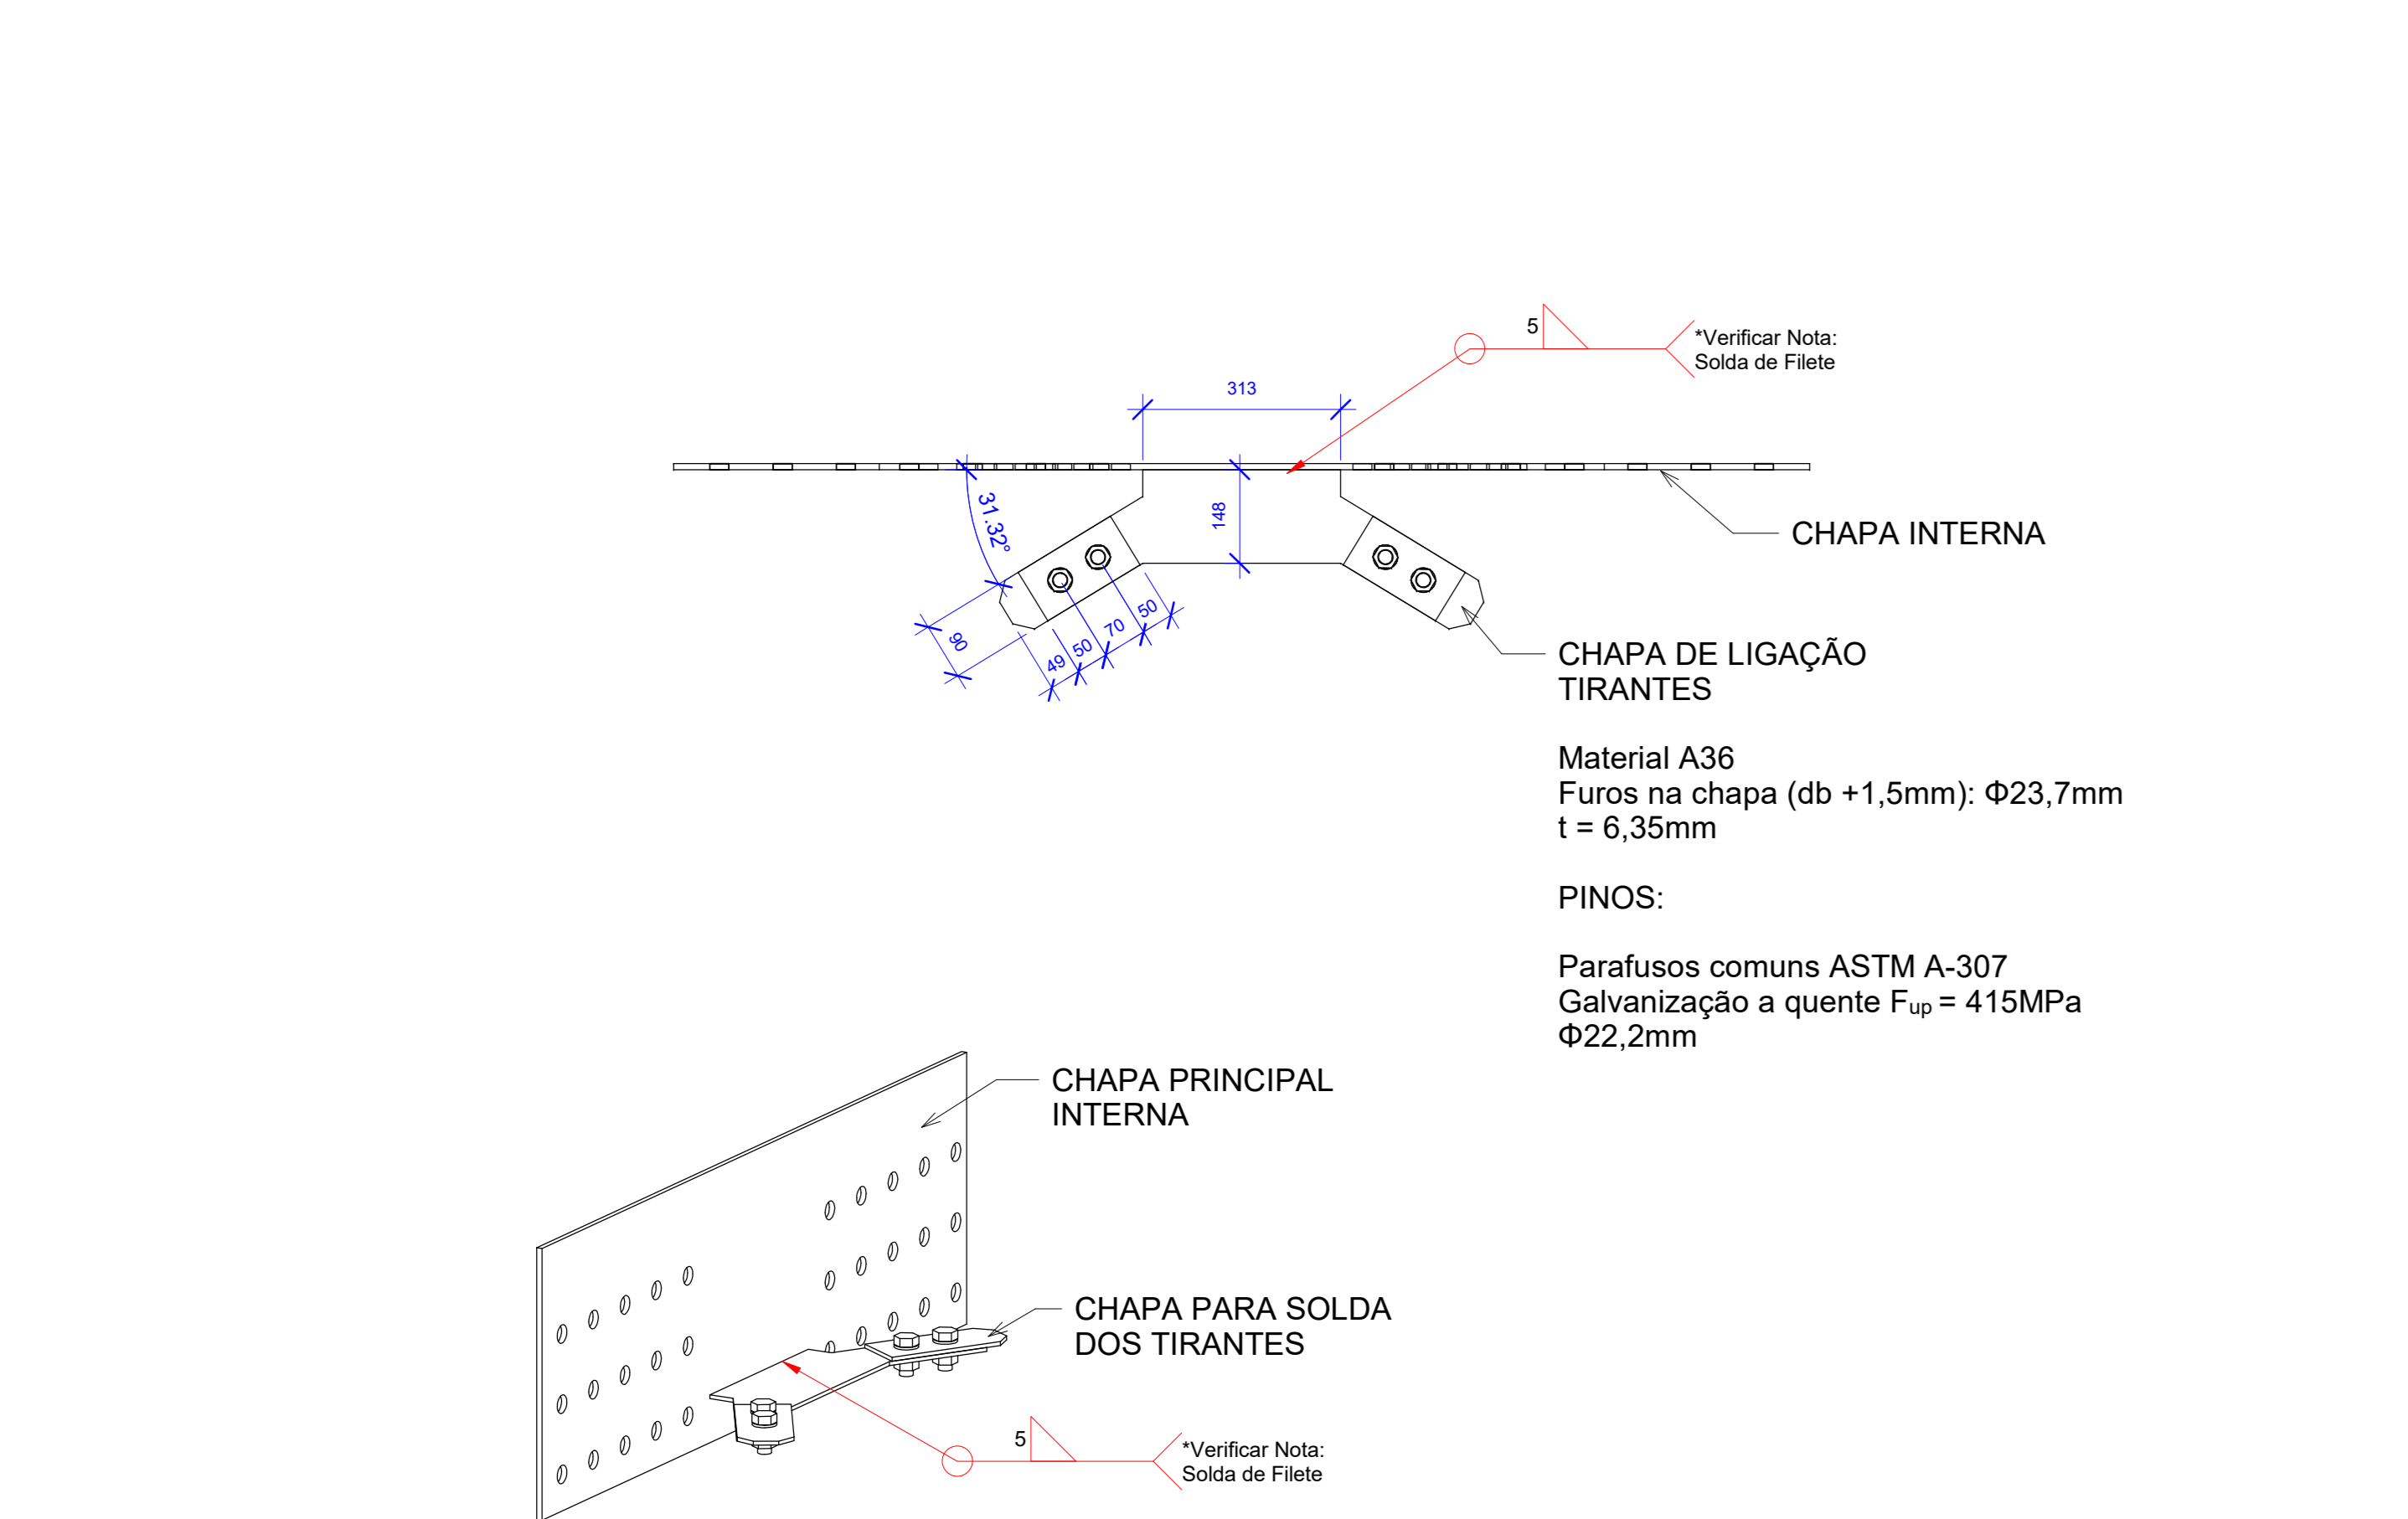 5
*Verificar Nota:
Solda de Filete
313
31.32°
148
CHAPA INTERNA
90
49
50
70
50
CHAPA DE LIGAÇÃO
TIRANTES
Material A36
Furos na chapa (db +1,5mm): Φ23,7mm
t = 6,35mm
PINOS:
Parafusos comuns ASTM A-307
Galvanização a quente Fup = 415MPa
Φ22,2mm
CHAPA PRINCIPAL
INTERNA
CHAPA PARA SOLDA
DOS TIRANTES
5
*Verificar Nota:
Solda de Filete